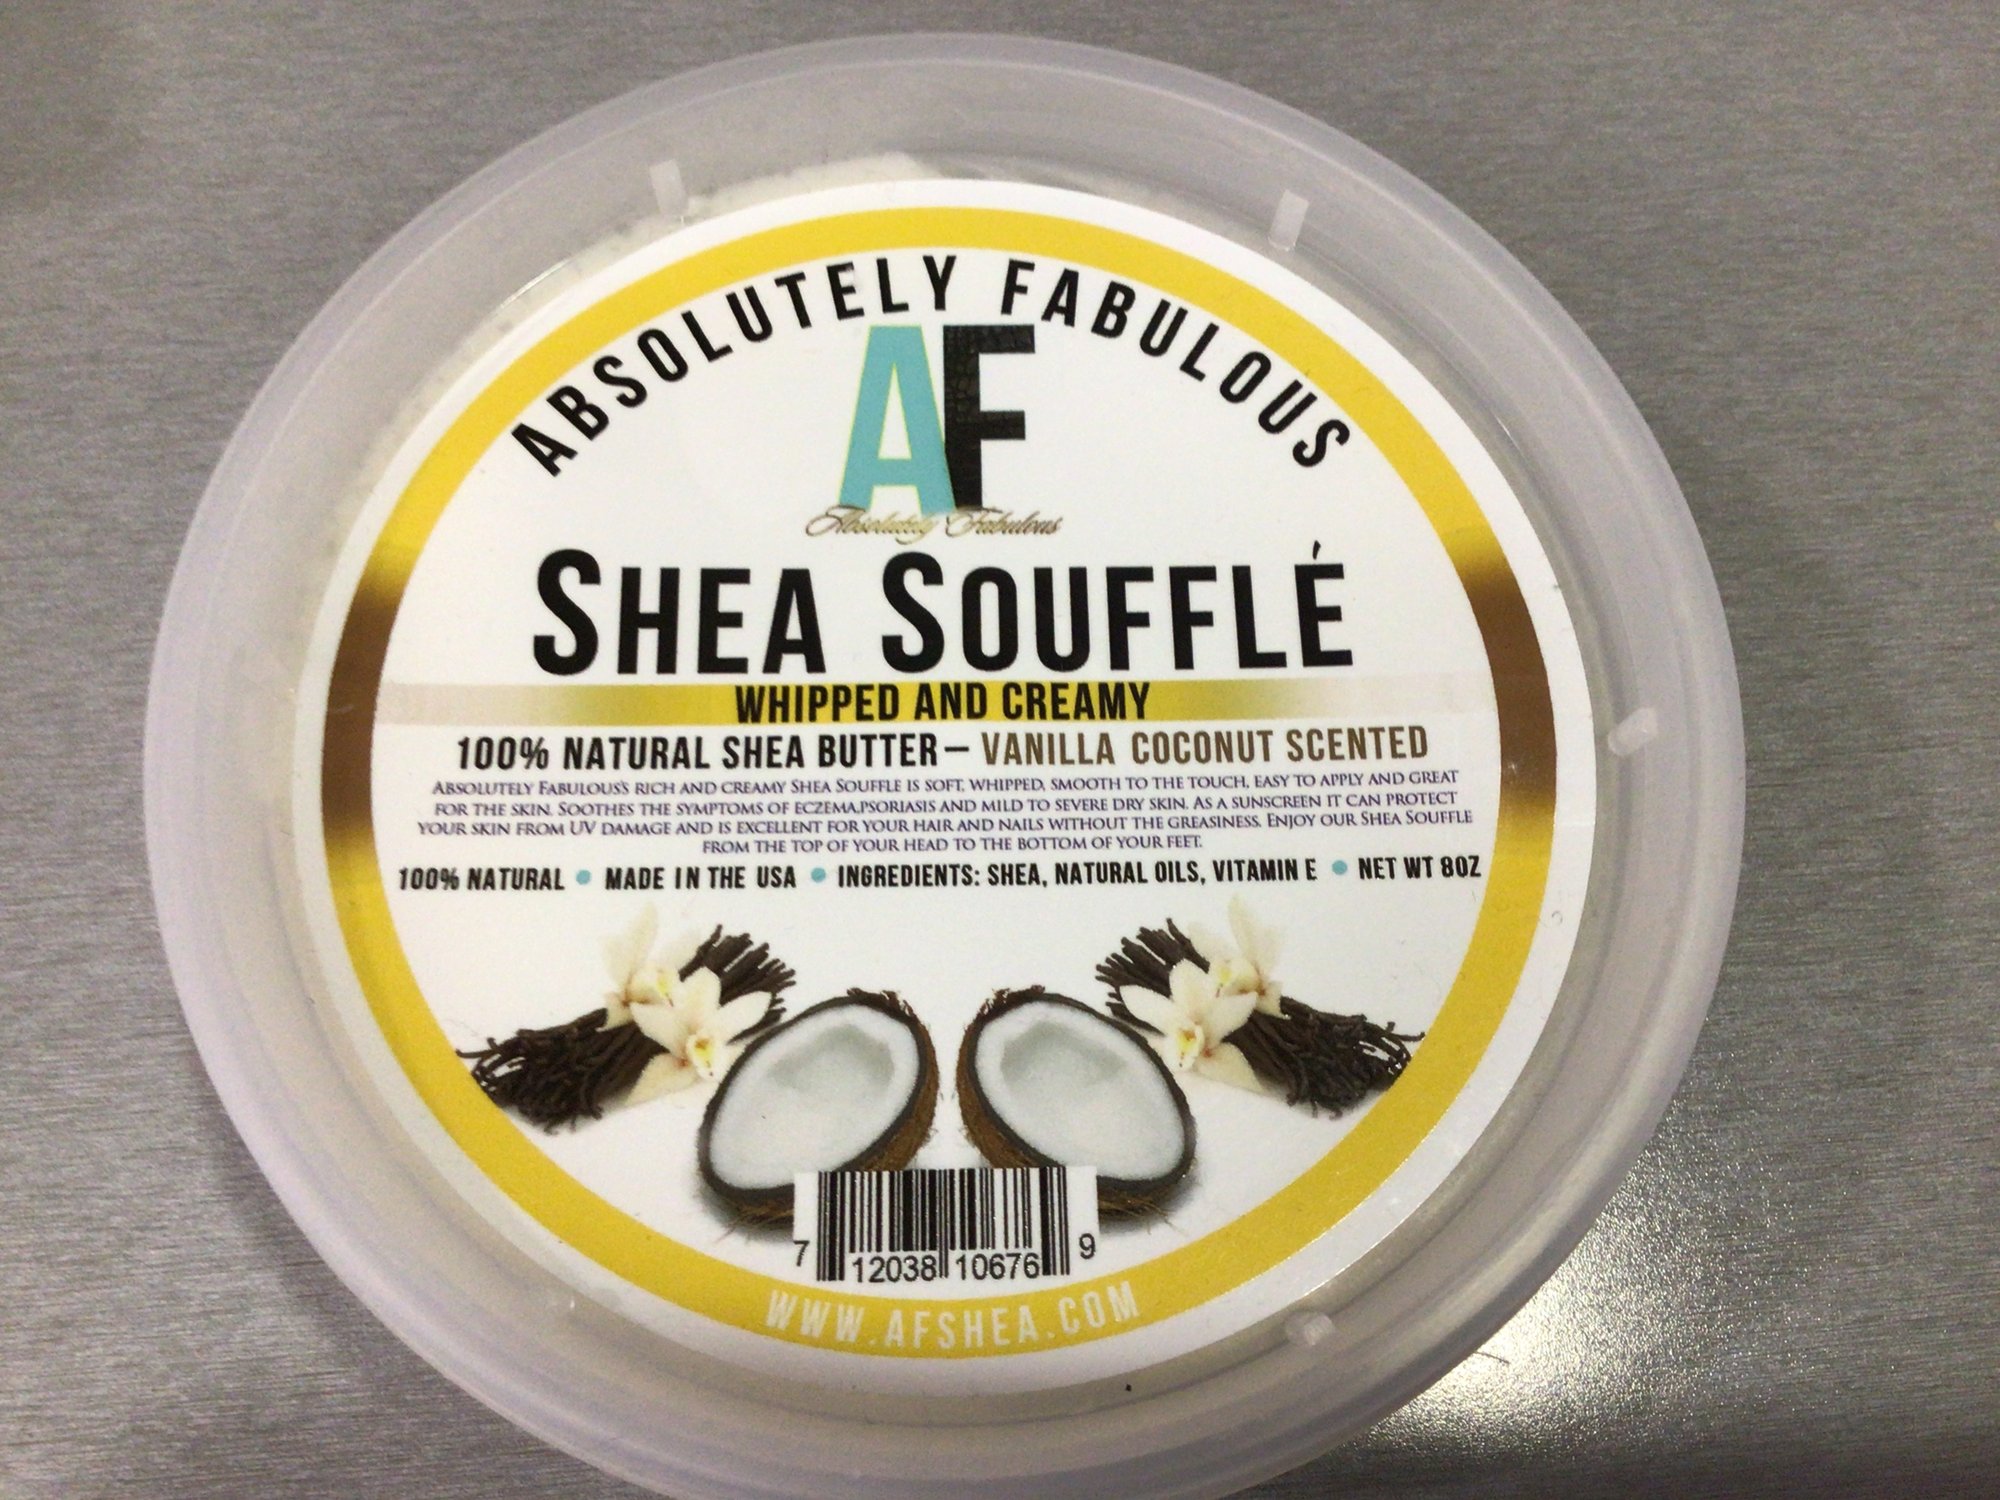 ABSOLUTELY FABULOUS
AF
Absolutely Fabulous
SHEA SOUFFLÉ
WHIPPED AND CREAMY
100% NATURAL SHEA BUTTER– VANILLA COCONUT SCENTED
ABSOLUTELY FABULOUS'S RICH AND CREAMY SHEA SOUFFLE IS SOFT, WHIPPED, SMOOTH TO THE TOUCH, EASY TO APPLY AND GREAT
FOR THE SKIN. SOOTHES THE SYMPTOMS OF ECZEMA,PSORIASIS AND MILD TO SEVERE DRY SKIN. AS A SUNSCREEN IT CAN PROTECT
YOUR SKIN FROM UV DAMAGE AND IS EXCELLENT FOR YOUR HAIR AND NAILS WITHOUT THE GREASINESS. ENJOY OUR SHEA SOUFFLE
FROM THE TOP OF YOUR HEAD TO THE BOTTOM OF YOUR FEET.
100% NATURAL • MADE IN THE USA • INGREDIENTS: SHEA, NATURAL OILS, VITAMIN E • NET WT 8OZ
7 12038 10676 9
WWW.AFSHEA.COM